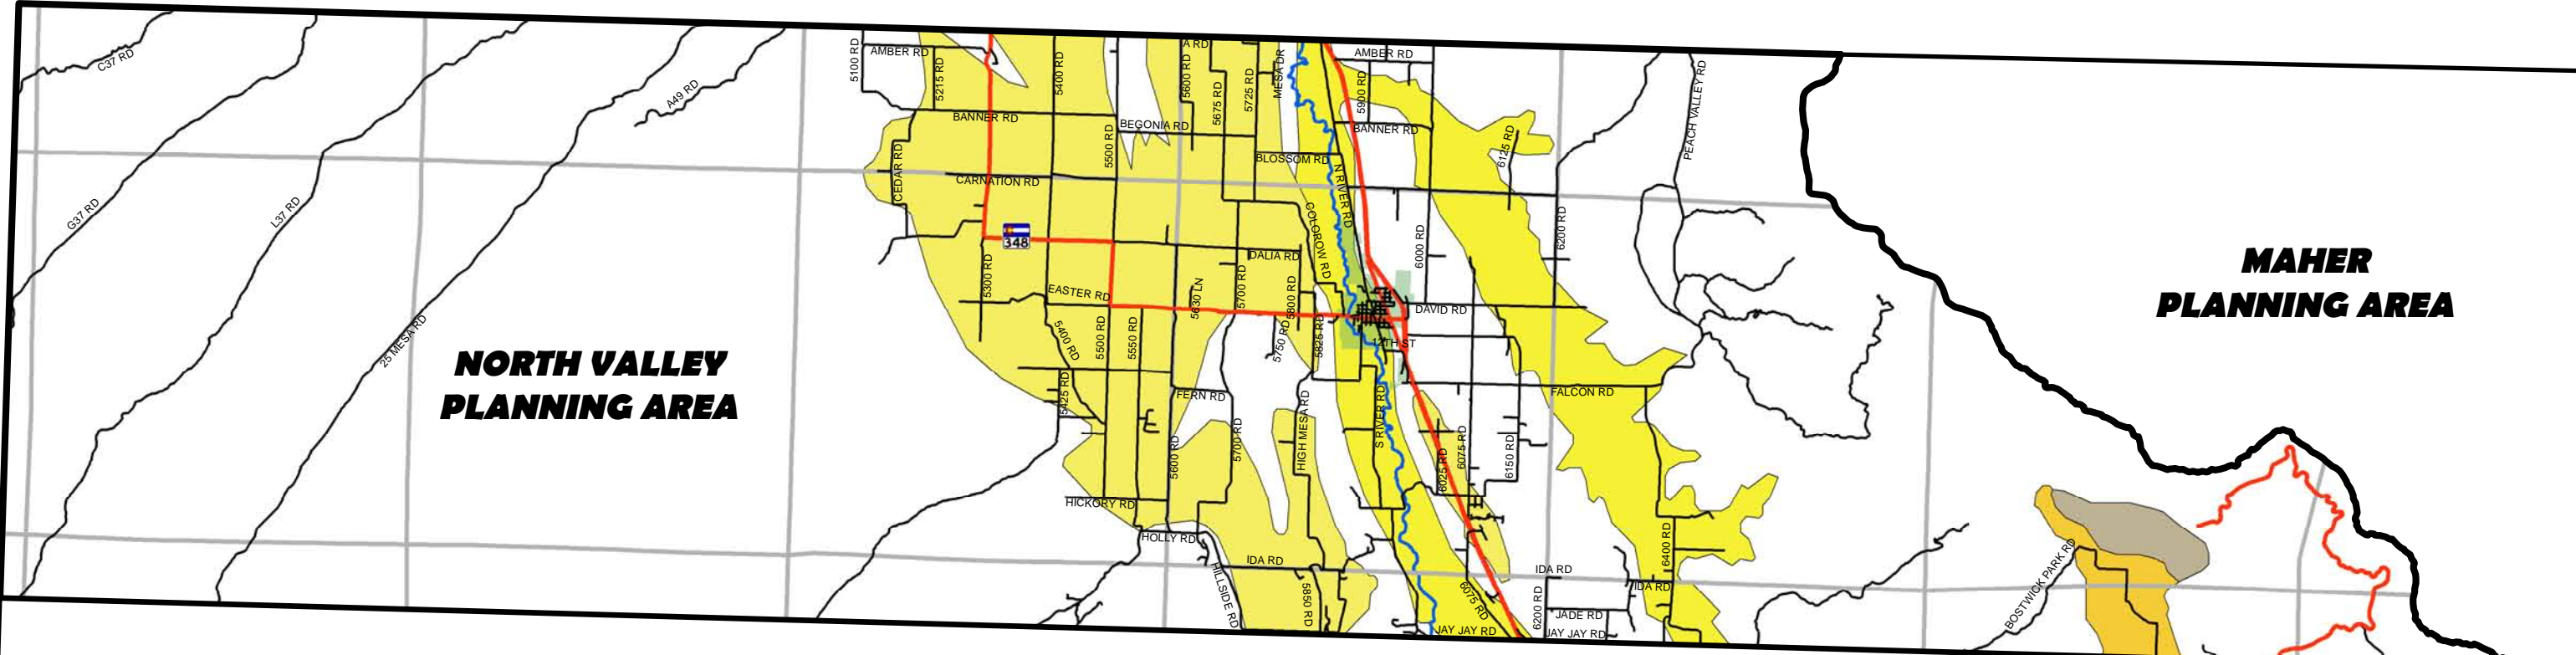 C37 RD
AMBER RD
5100 RD
5215 RD
5400 RD
A RD
5600 RD
5675 RD
5725 RD
MESA DR
AMBER RD
5900 RD
PEACH VALLEY RD
A49 RD
BANNER RD
BEGONIA RD
5500 RD
BANNER RD
6125 RD
BLOSSOM RD
CEDAR RD
CARNATION RD
N RIVER RD
G37 RD
L37 RD
348
COLOROW RD
6000 RD
6200 RD
DALIA RD
5300 RD
EASTER RD
5630 LN
5700 RD
5800 RD
DAVID RD
MAHER
PLANNING AREA
25 MESA RD
5400 RD
5500 RD
5550 RD
5750 RD
5825 RD
12TH ST
NORTH VALLEY
PLANNING AREA
5425 RD
FERN RD
FALCON RD
HIGH MESA RD
S RIVER RD
5600 RD
5700 RD
6025 RD
6075 RD
6150 RD
HICKORY RD
HOLLY RD
IDA RD
IDA RD
IDA RD
6400 RD
HILLSIDE RD
5850 RD
6075 RD
6200 RD
JADE RD
JAY JAY RD
JAY JAY RD
BOSTWICK PARK RD